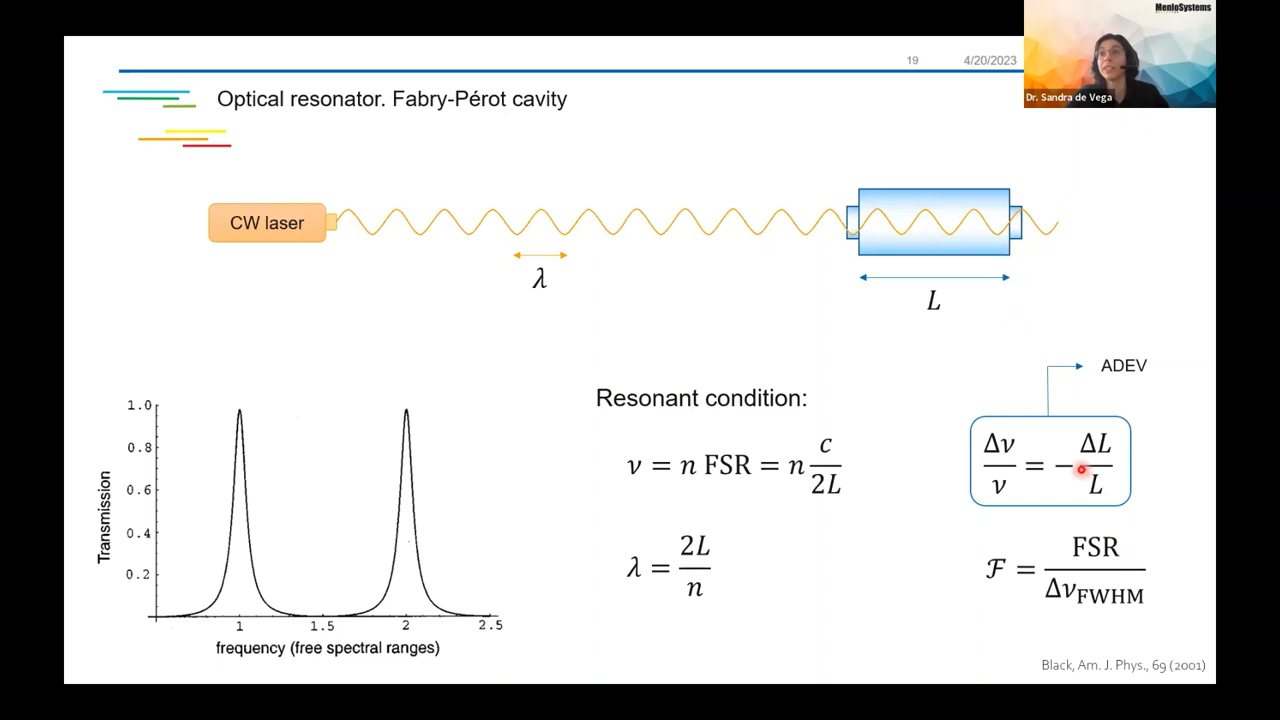 MenloSystems
19 4/20/2023
Dr. Sandra de Vega
Optical resonator. Fabry-Pérot cavity
CW laser
λ
L
ADEV
Resonant condition:
ν = n FSR = n c/2L
Δν/ν = − ΔL/L
λ = 2L/n
ℱ = FSR/Δν_FWHM
Transmission
1.0
0.8
0.6
0.4
0.2
1 1.5 2 2.5
frequency (free spectral ranges)
Black, Am. J. Phys., 69 (2001)